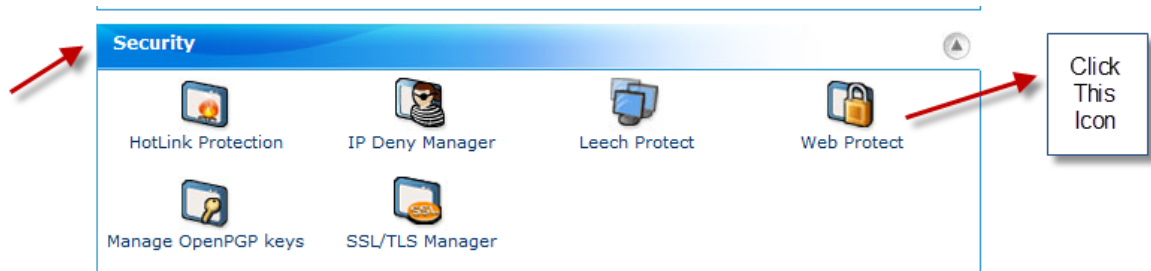 Security
HotLink Protection
IP Deny Manager
Leech Protect
Web Protect
Click
This
Icon
Manage OpenPGP keys
SSL
SSL/TLS Manager